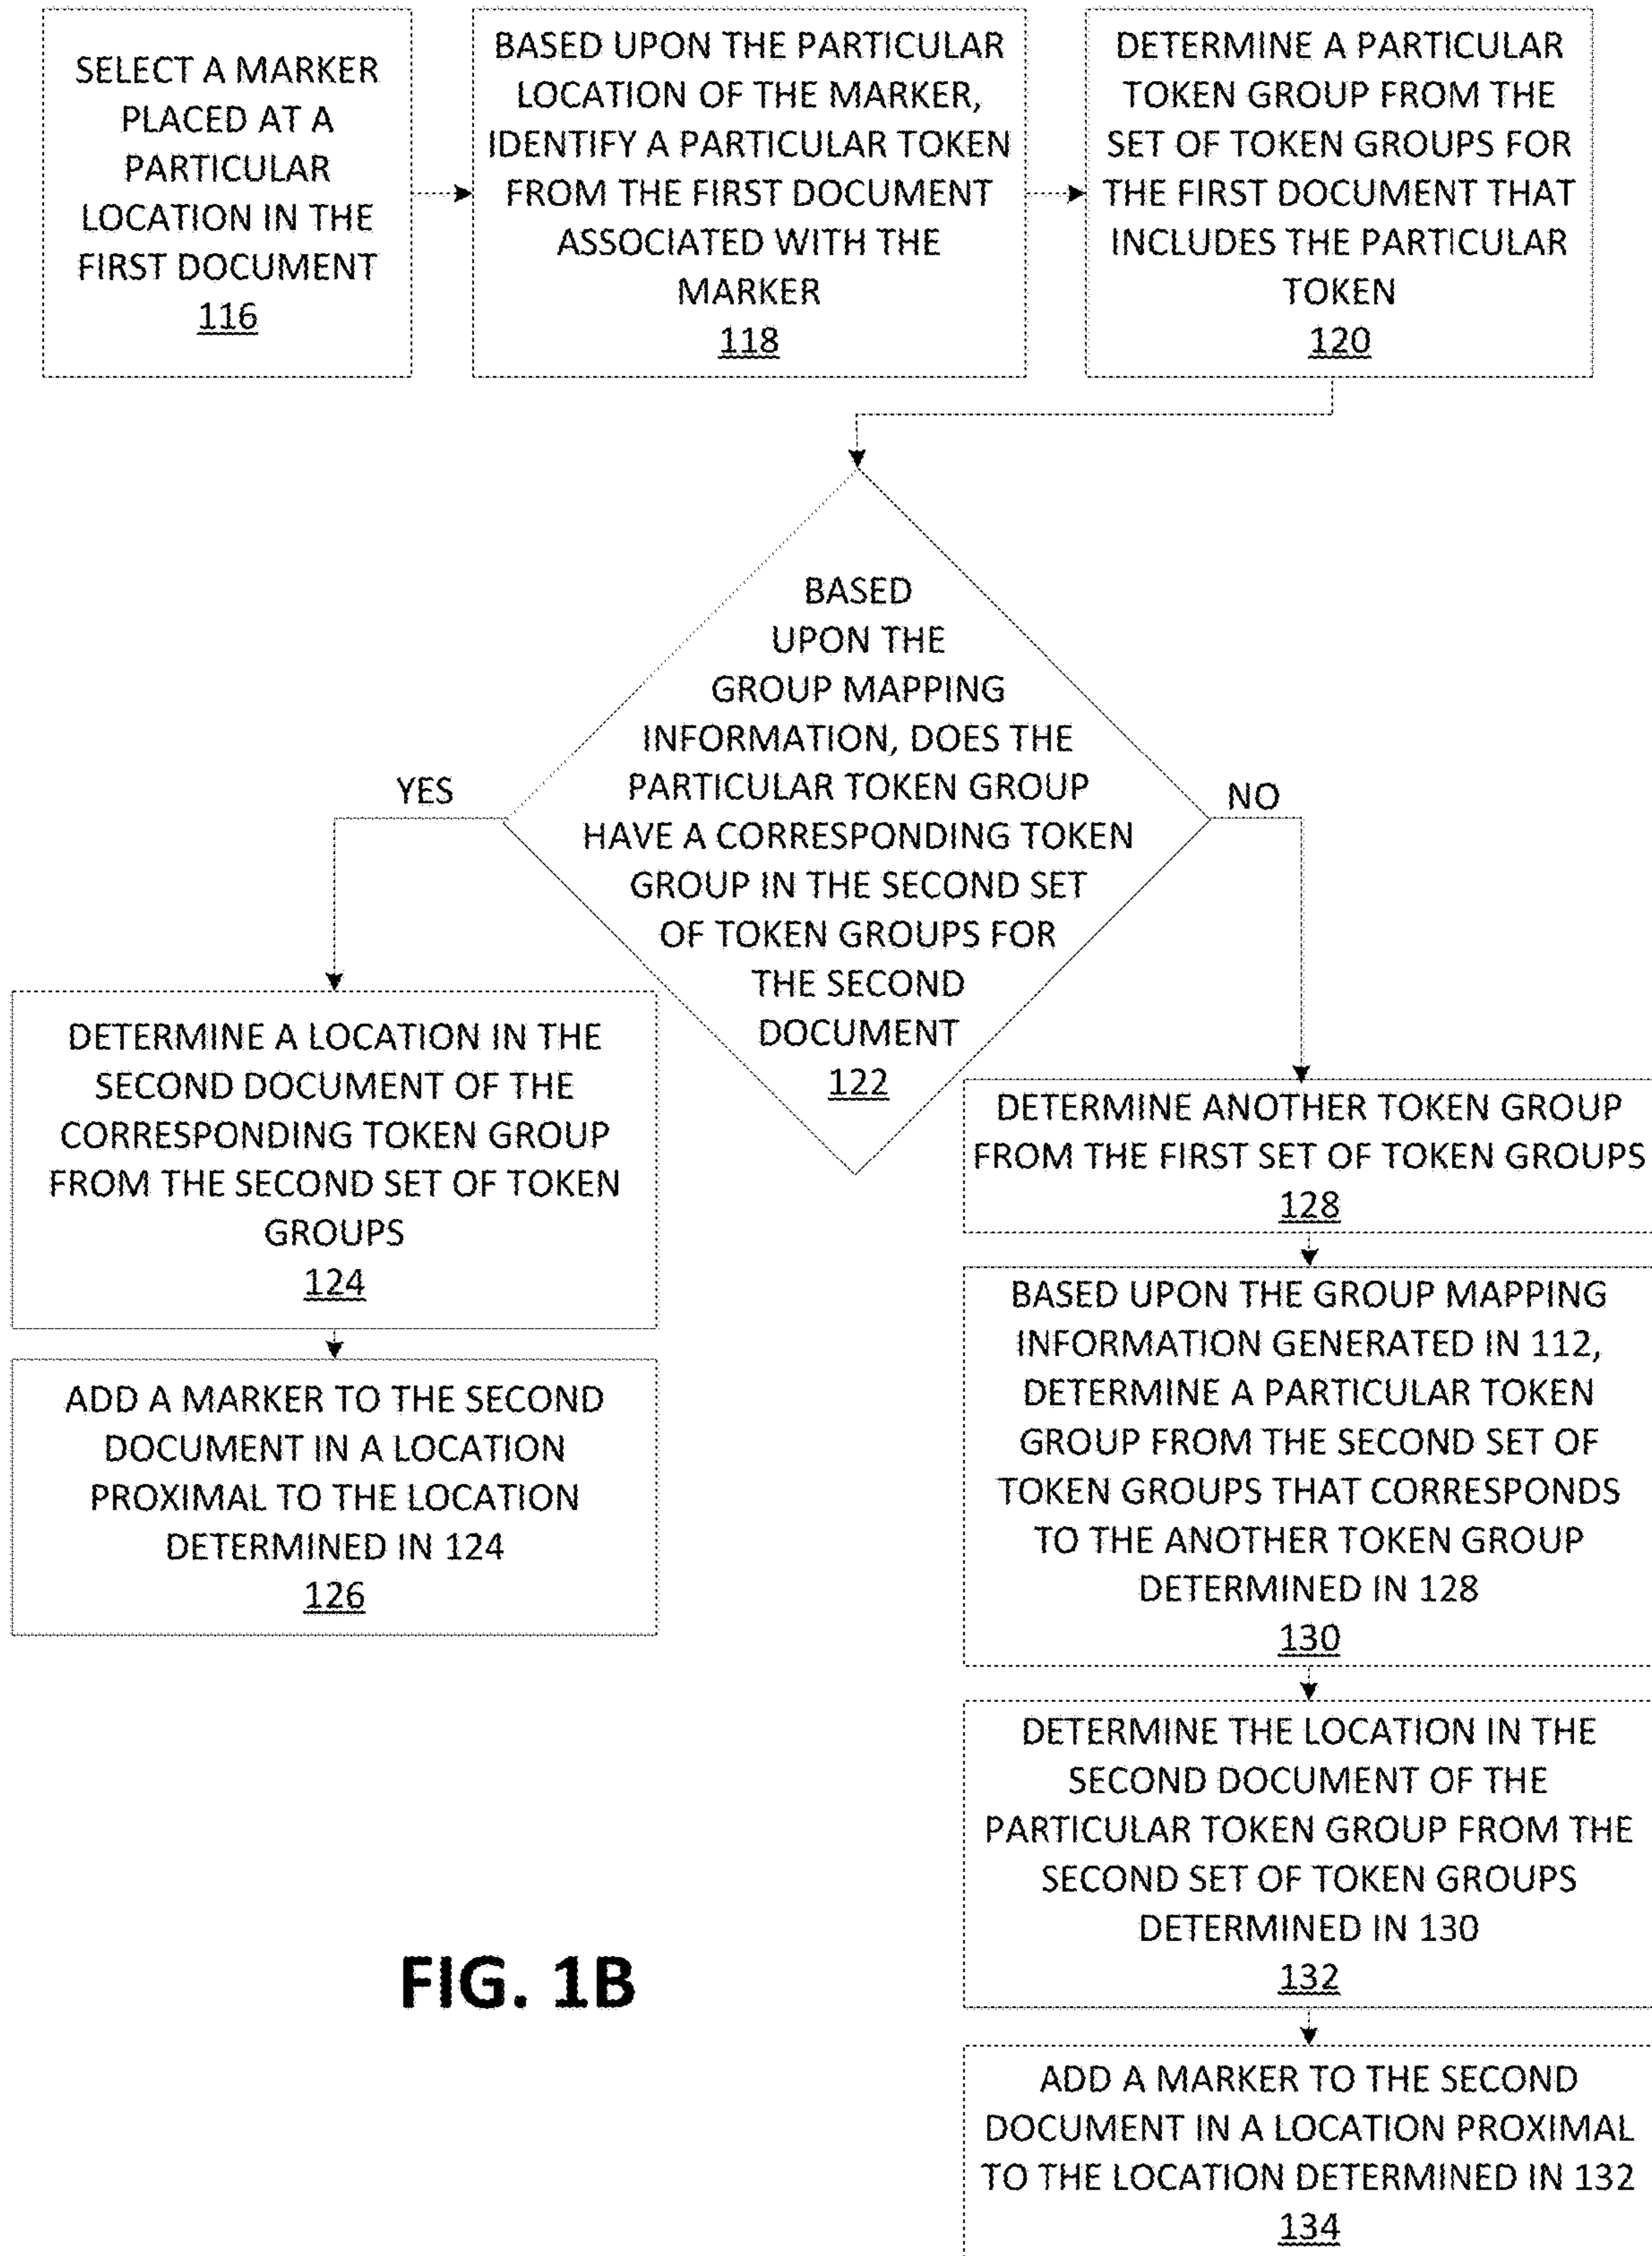 SELECT A MARKER
PLACED AT A
PARTICULAR
LOCATION IN THE
FIRST DOCUMENT
116
BASED UPON THE PARTICULAR
LOCATION OF THE MARKER,
IDENTIFY A PARTICULAR TOKEN
FROM THE FIRST DOCUMENT
ASSOCIATED WITH THE
MARKER
118
DETERMINE A PARTICULAR
TOKEN GROUP FROM THE
SET OF TOKEN GROUPS FOR
THE FIRST DOCUMENT THAT
INCLUDES THE PARTICULAR
TOKEN
120
BASED
UPON THE
GROUP MAPPING
INFORMATION, DOES THE
PARTICULAR TOKEN GROUP
HAVE A CORRESPONDING TOKEN
GROUP IN THE SECOND SET
OF TOKEN GROUPS FOR
THE SECOND
DOCUMENT
122
YES
NO
DETERMINE A LOCATION IN THE
SECOND DOCUMENT OF THE
CORRESPONDING TOKEN GROUP
FROM THE SECOND SET OF TOKEN
GROUPS
124
ADD A MARKER TO THE SECOND
DOCUMENT IN A LOCATION
PROXIMAL TO THE LOCATION
DETERMINED IN 124
126
DETERMINE ANOTHER TOKEN GROUP
FROM THE FIRST SET OF TOKEN GROUPS
128
BASED UPON THE GROUP MAPPING
INFORMATION GENERATED IN 112,
DETERMINE A PARTICULAR TOKEN
GROUP FROM THE SECOND SET OF
TOKEN GROUPS THAT CORRESPONDS
TO THE ANOTHER TOKEN GROUP
DETERMINED IN 128
130
DETERMINE THE LOCATION IN THE
SECOND DOCUMENT OF THE
PARTICULAR TOKEN GROUP FROM THE
SECOND SET OF TOKEN GROUPS
DETERMINED IN 130
132
ADD A MARKER TO THE SECOND
DOCUMENT IN A LOCATION PROXIMAL
TO THE LOCATION DETERMINED IN 132
134
FIG. 1B